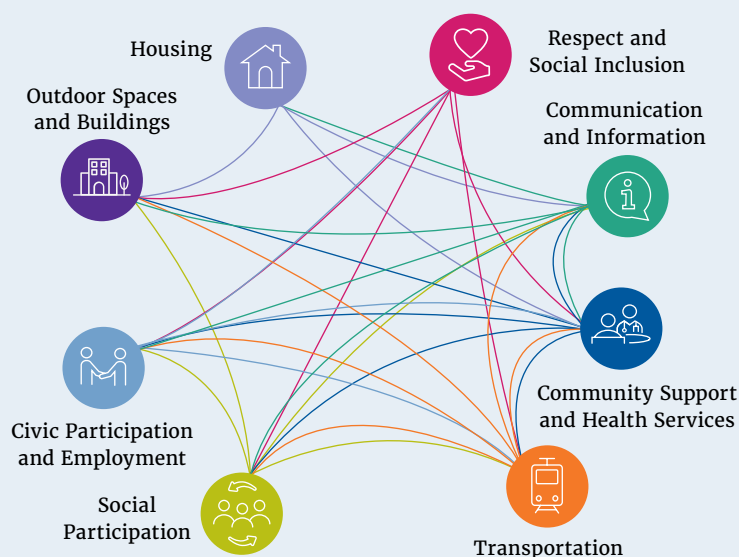 Housing
Respect and
Social Inclusion
Outdoor Spaces
and Buildings
Communication
and Information
i
Community Support
and Health Services
Civic Participation
and Employment
Social
Participation
Transportation